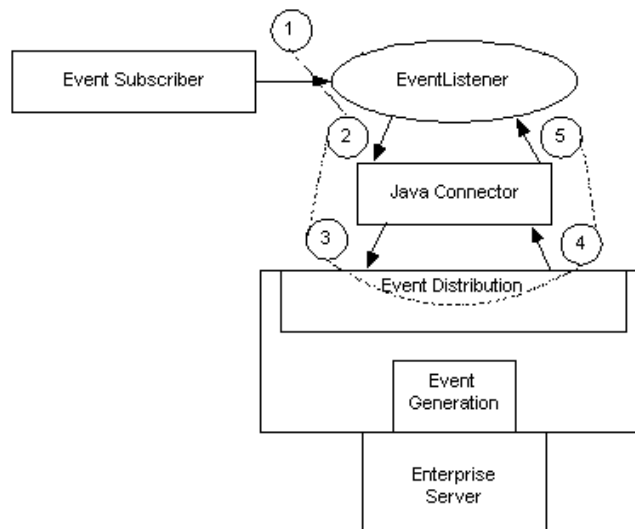 1
Event Subscriber
EventListener
2
5
Java Connector
3
4
Event Distribution
Event
Generation
Enterprise
Server